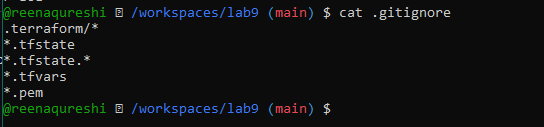 @reenaqureshi /workspaces/lab9 (main) $ cat .gitignore
.terraform/*
*.tfstate
*.tfstate.*
*.tfvars
*.pem
@reenaqureshi /workspaces/lab9 (main) $